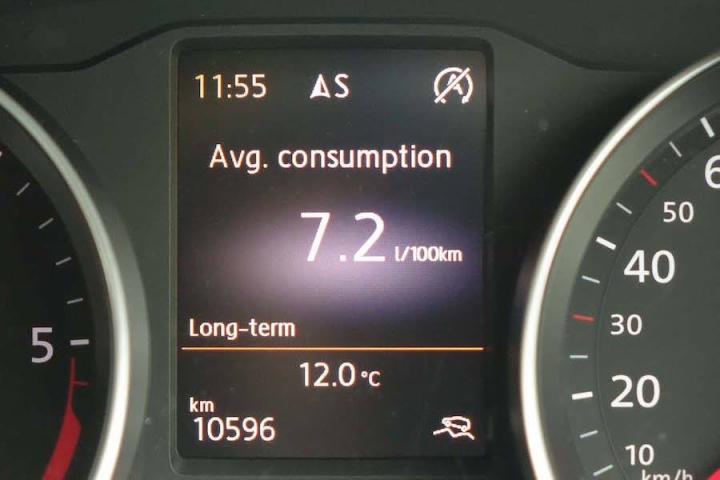 11:55 S
Avg. consumption
7.2 l/100km
Long-term
12.0 °C
km
10596
5
50
40
30
20
10
km/h